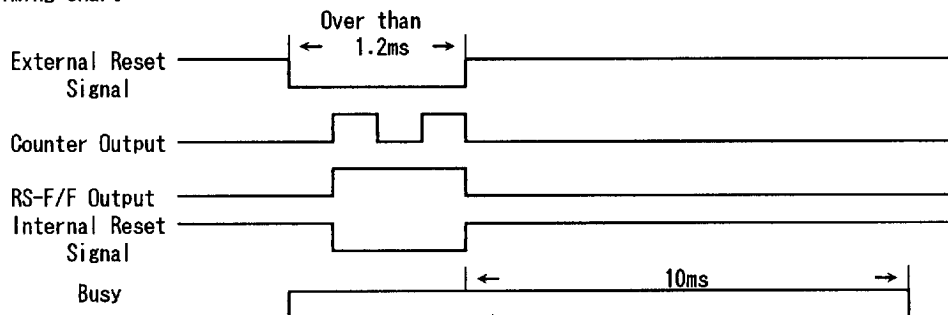 Over than
1.2ms
External Reset
Signal
Counter Output
RS-F/F Output
Internal Reset
Signal
10ms
Busy